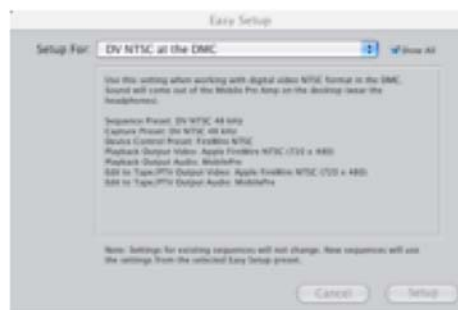 Easy Setup
Setup For: DV NTSC at the DMC Show All
Use this setting when working with digital video NTSC format in the DMC.
Sound will come out of the Mobile Pro Amp on the desktop (wear the
headphones).
Sequence Preset: DV NTSC 48 kHz
Capture Preset: DV NTSC 48 kHz
Device Control Preset: FireWire NTSC
Playback Output Video: Apple FireWire NTSC (720 x 480)
Playback Output Audio: MobilePre
Edit to Tape/PTV Output Video: Apple FireWire NTSC (720 x 480)
Edit to Tape/PTV Output Audio: MobilePre
Note: Settings for existing sequences will not change. New sequences will use
the settings from the selected Easy Setup preset.
Cancel Setup